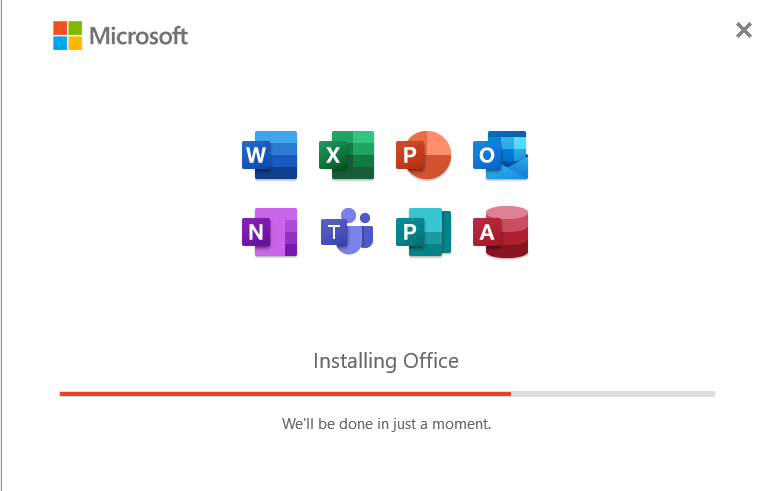 Microsoft
W X P O
N T P A
Installing Office
We'll be done in just a moment.